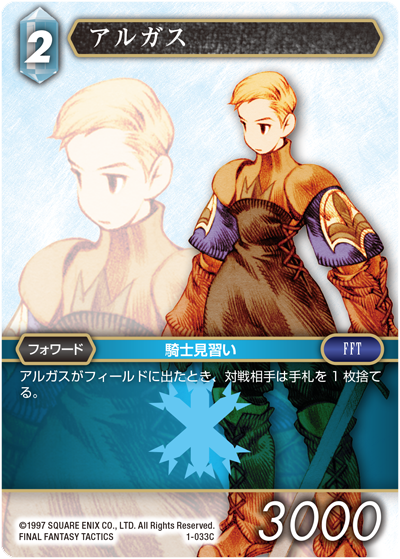 2
アルガス
フォワード
騎士見習い
FFT
アルガスがフィールドに出たとき、対戦相手は手札を 1 枚捨て
る。
©1997 SQUARE ENIX CO., LTD. All Rights Reserved.
FINAL FANTASY TACTICS
1-033C
3000